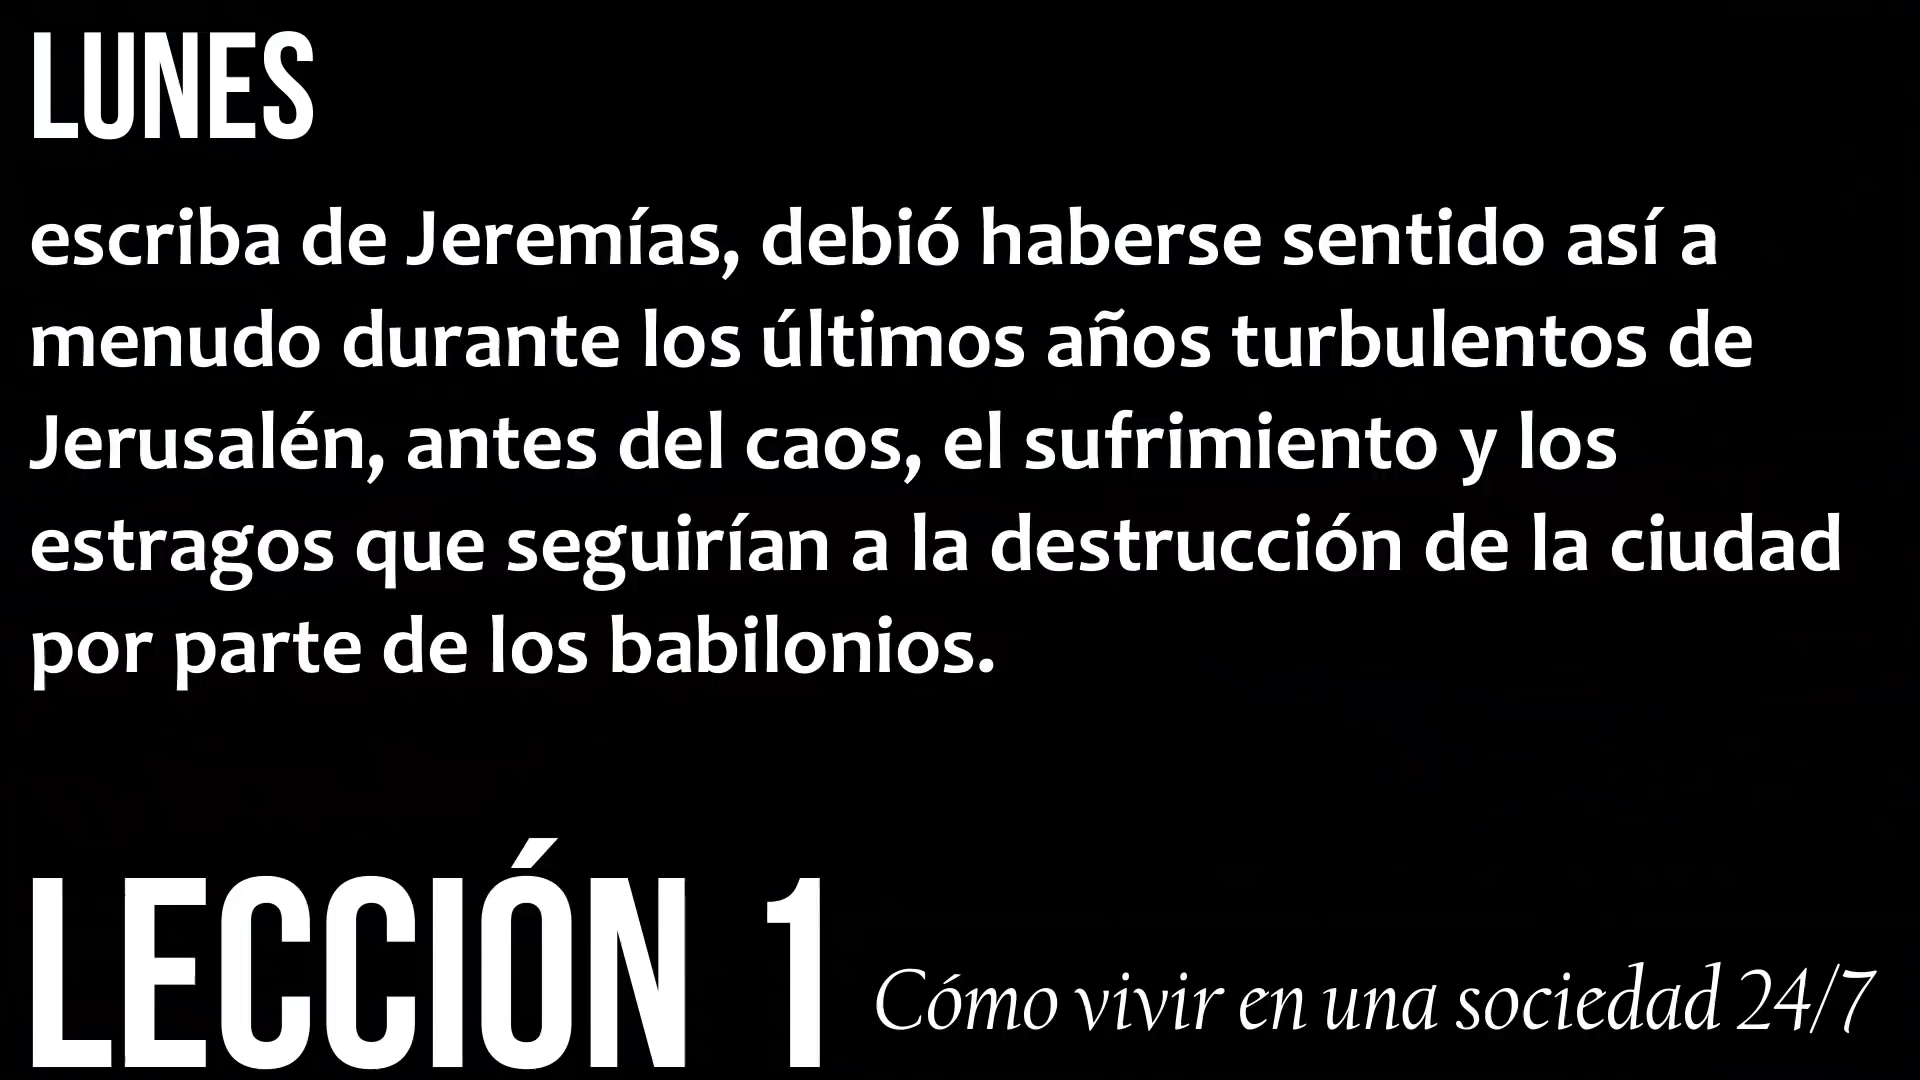 LUNES
escriba de Jeremías, debió haberse sentido así a
menudo durante los últimos años turbulentos de
Jerusalén, antes del caos, el sufrimiento y los
estragos que seguirían a la destrucción de la ciudad
por parte de los babilonios.
LECCIÓN 1 Cómo vivir en una sociedad 24/7